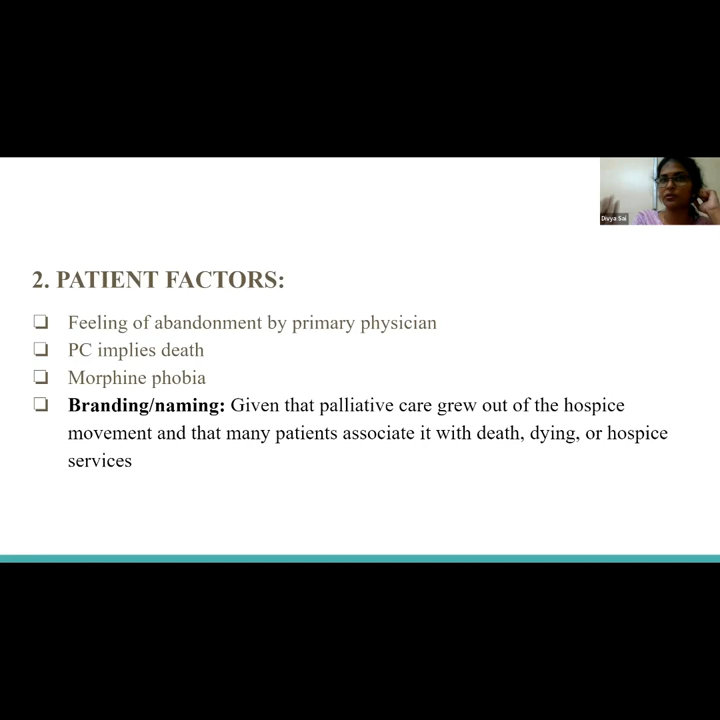 Divya Sai
2. PATIENT FACTORS:
❏ Feeling of abandonment by primary physician
❏ PC implies death
❏ Morphine phobia
❏ Branding/naming: Given that palliative care grew out of the hospice
movement and that many patients associate it with death, dying, or hospice
services